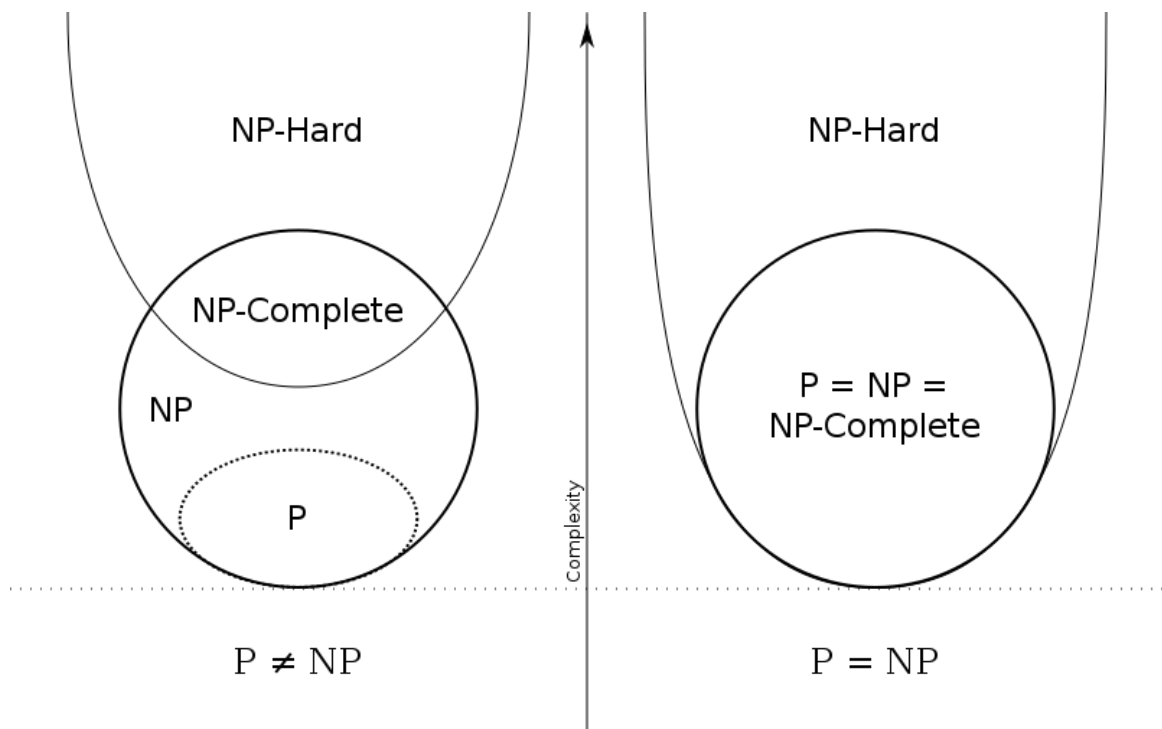 NP-Hard
NP-Complete
NP
P
P ≠ NP
Complexity
NP-Hard
P = NP =
NP-Complete
P = NP